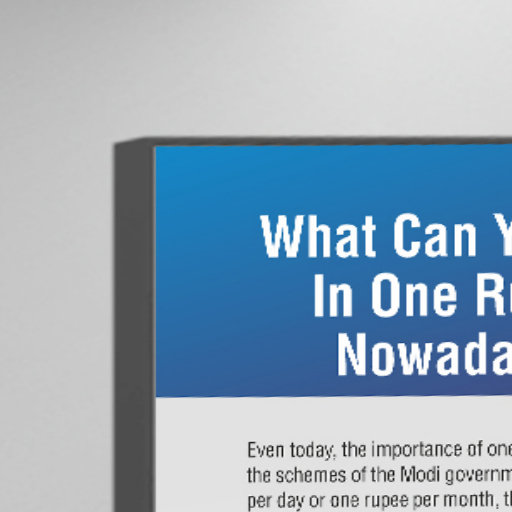 What Can
In One
Nowada
Even today, the importance of one
the schemes of the Modi governm
per day or one rupee per month, th